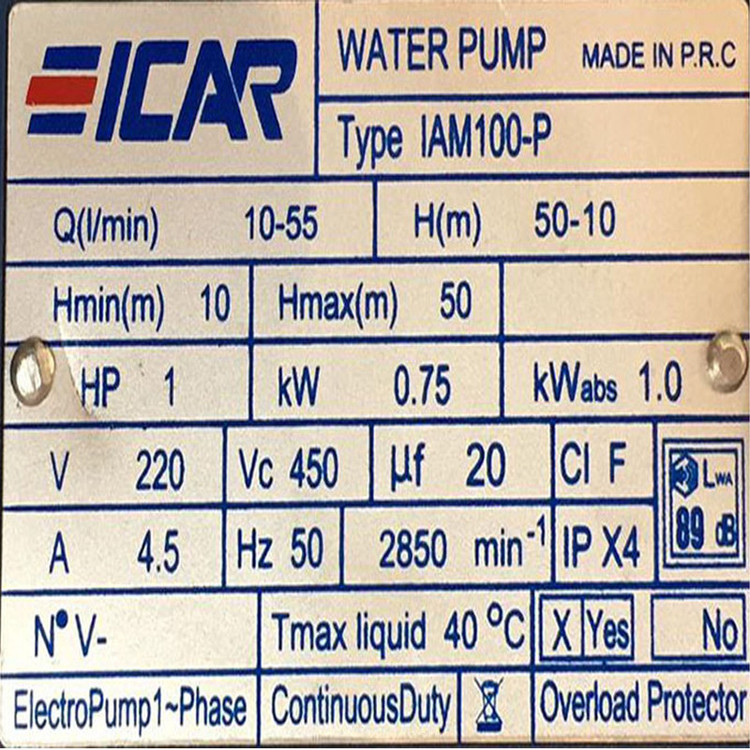 EICAR
WATER PUMP MADE IN P.R.C
Type IAM100-P
Q(l/min) 10-55 H(m) 50-10
Hmin(m) 10 Hmax(m) 50
HP 1 kW 0.75 kWabs 1.0
V 220 Vc 450 µf 20 Cl F
LWA
89 dB
A 4.5 Hz 50 2850 min-1 IP X4
N° V- Tmax liquid 40 °C X Yes No
ElectroPump1~Phase ContinuousDuty Overload Protector